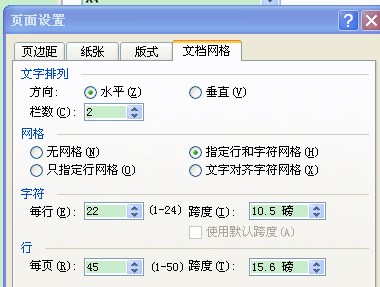 页面设置
页边距 纸张 版式 文档网格
文字排列
方向: 水平(Z) 垂直(V)
栏数(C): 2
网格
无网格(N) 指定行和字符网格(H)
只指定行网格(O) 文字对齐字符网格(X)
字符
每行(E): 22 (1-24) 跨度(I): 10.5 磅
使用默认跨度(A)
行
每页(R): 45 (1-50) 跨度(T): 15.6 磅